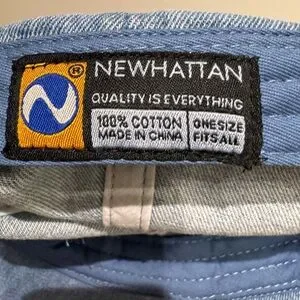 ®
NEWHATTAN
QUALITY IS EVERYTHING
100% COTTON
MADE IN CHINA
ONE SIZE
FITS ALL